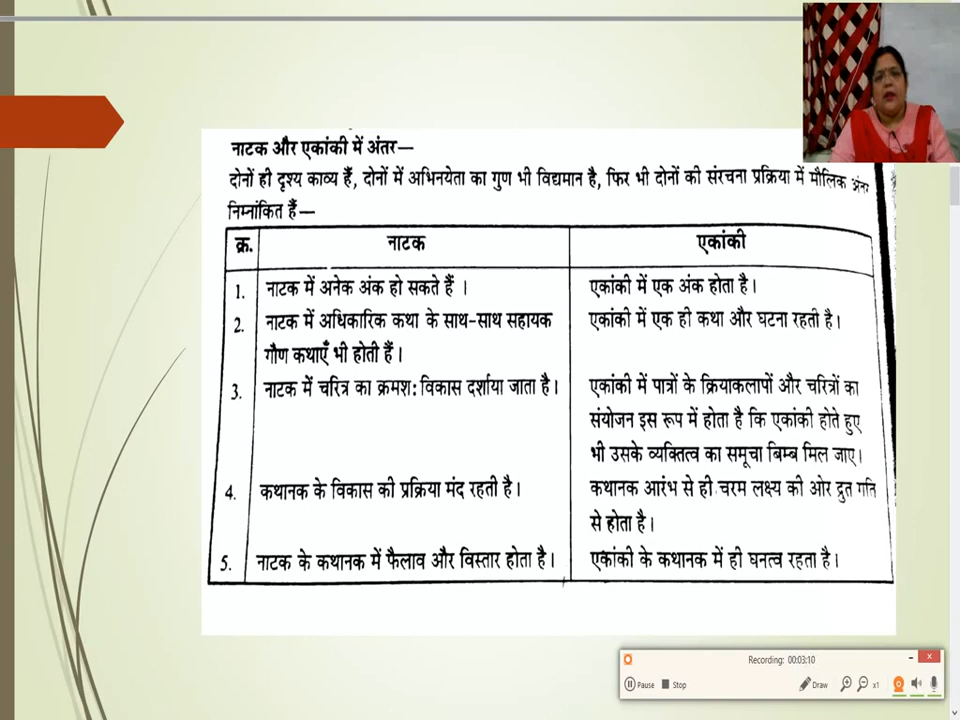 नाटक और एकांकी में अंतर—
दोनों ही दृश्य काव्य हैं, दोनों में अभिनयेता का गुण भी विद्यमान है, फिर भी दोनों की संरचना प्रक्रिया में मौलिक अंतर
निम्नांकित हैं—
क्र. नाटक एकांकी
1. नाटक में अनेक अंक हो सकते हैं । एकांकी में एक अंक होता है।
2. नाटक में अधिकारिक कथा के साथ-साथ सहायक एकांकी में एक ही कथा और घटना रहती है।
गौण कथाएँ भी होती हैं।
3. नाटक में चरित्र का क्रमश: विकास दर्शाया जाता है। एकांकी में पात्रों के क्रियाकलापों और चरित्रों का
संयोजन इस रूप में होता है कि एकांकी होते हुए
भी उसके व्यक्तित्व का समूचा बिम्ब मिल जाए।
4. कथानक के विकास की प्रक्रिया मंद रहती है। कथानक आरंभ से ही चरम लक्ष्य की ओर द्रुत गति
से होता है।
5. नाटक के कथानक में फैलाव और विस्तार होता है। एकांकी के कथानक में ही घनत्व रहता है।
Recording: 00:03:10
Pause Stop Draw x1